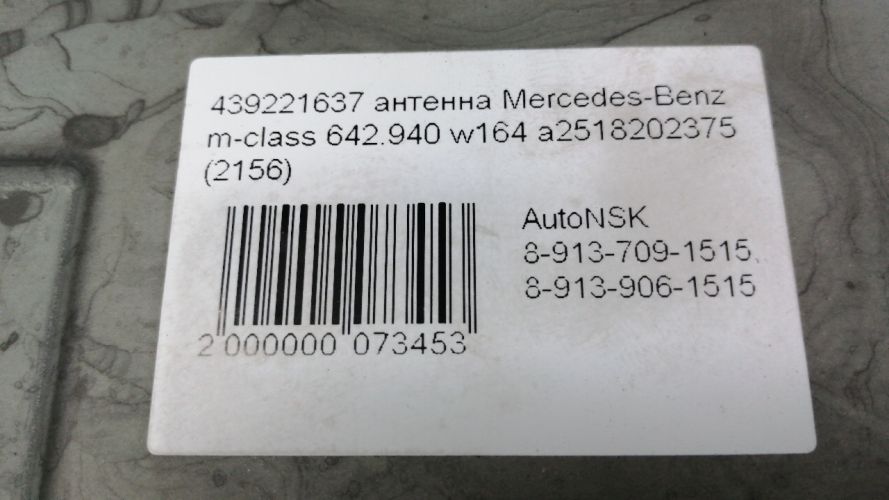 439221637 антенна Mercedes-Benz
m-class 642.940 w164 a2518202375
(2156)
AutoNSK
8-913-709-1515,
8-913-906-1515
2 000000 073453